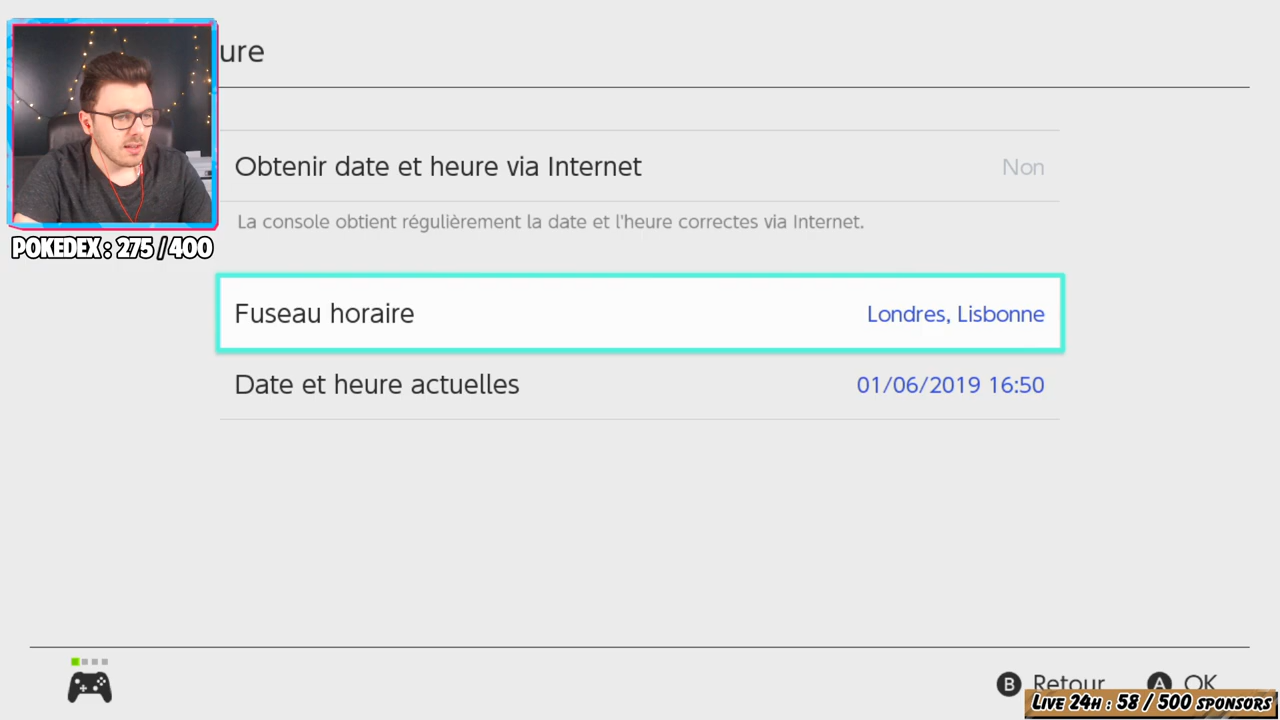 ure
Obtenir date et heure via Internet Non
La console obtient régulièrement la date et l'heure correctes via Internet.
POKEDEX : 275 / 400
Fuseau horaire Londres, Lisbonne
Date et heure actuelles 01/06/2019 16:50
B Retour A OK
LIVE 24H : 58 / 500 SPONSORS